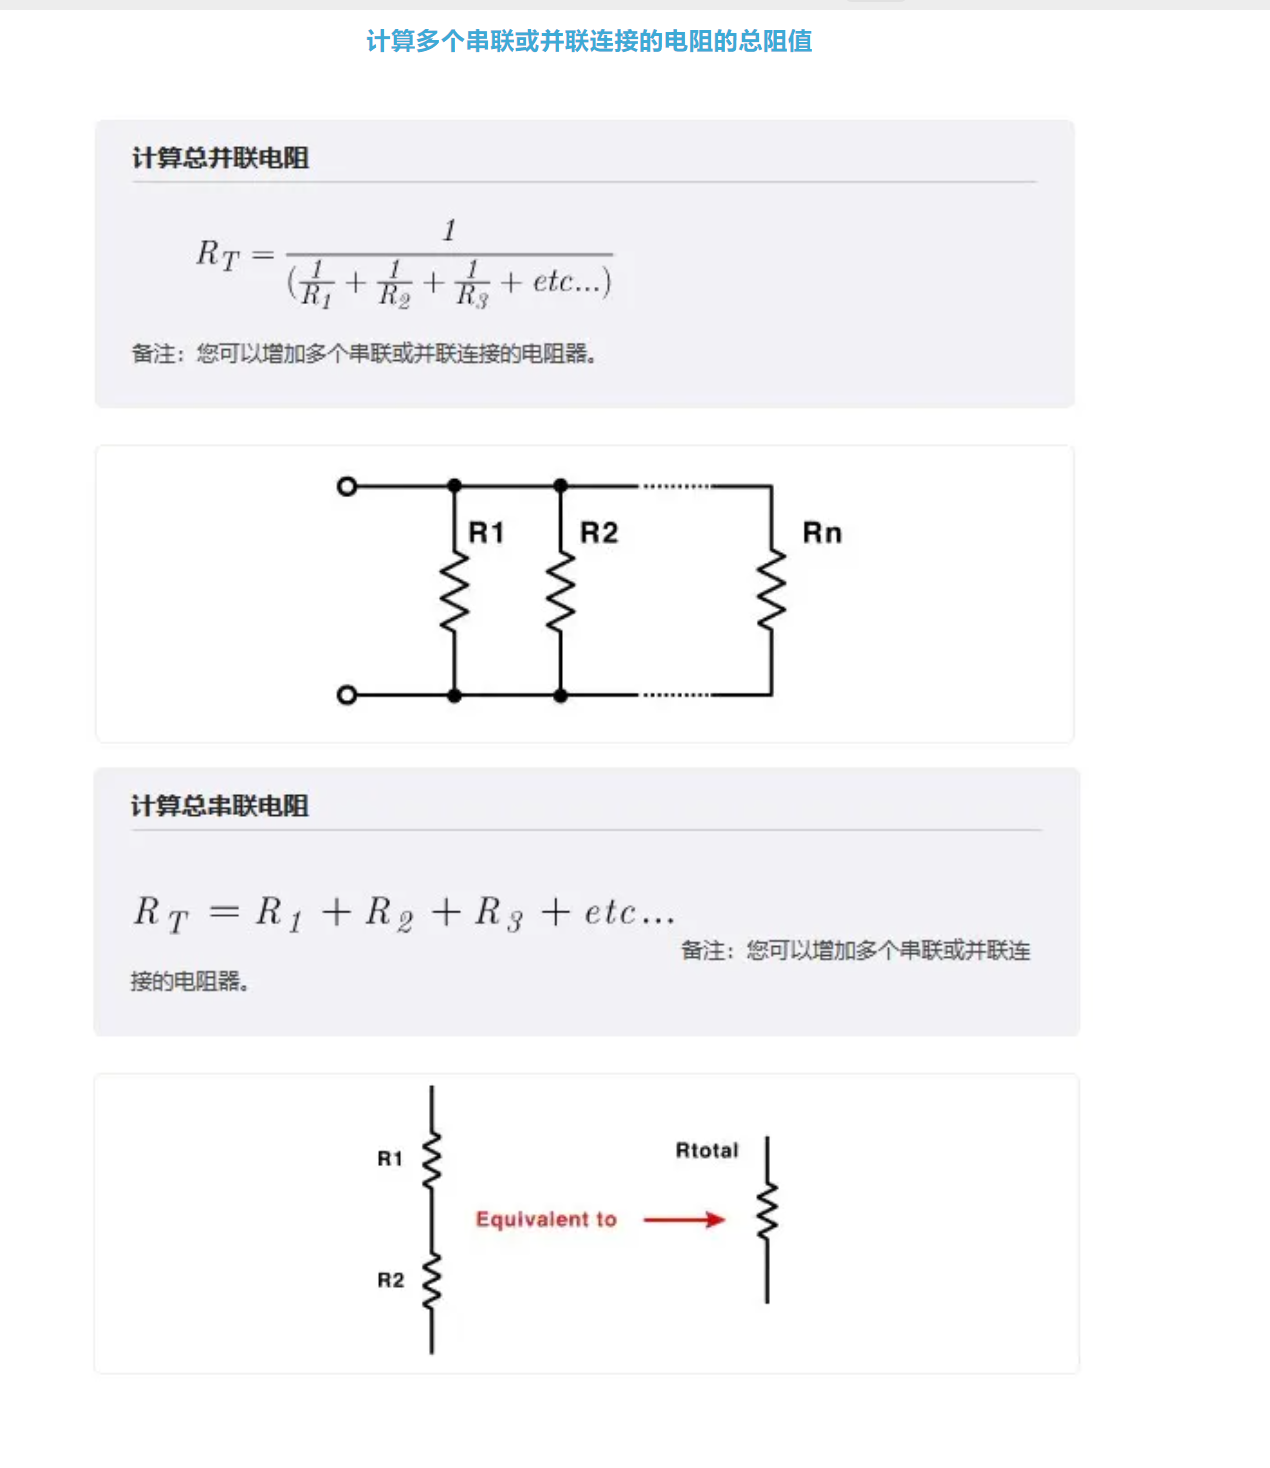 计算多个串联或并联连接的电阻的总阻值
计算总并联电阻
R_T = 1 / (1/R_1 + 1/R_2 + 1/R_3 + etc...)
备注：您可以增加多个串联或并联连接的电阻器。
R1 R2 Rn
计算总串联电阻
R_T = R_1 + R_2 + R_3 + etc...
备注：您可以增加多个串联或并联连
接的电阻器。
R1
Rtotal
Equivalent to
R2